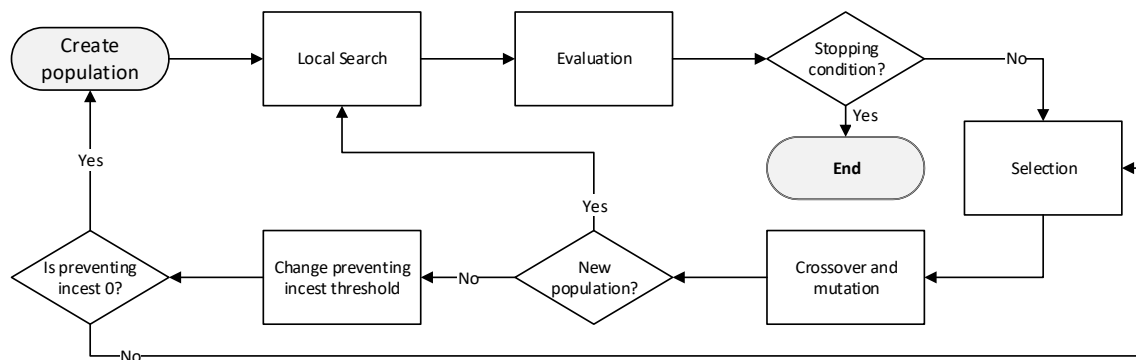 Create
population
Local Search
Evaluation
Stopping
condition?
No
Yes
End
Selection
Yes
Yes
Is preventing
incest 0?
Change preventing
incest threshold
No
New
population?
Crossover and
mutation
No